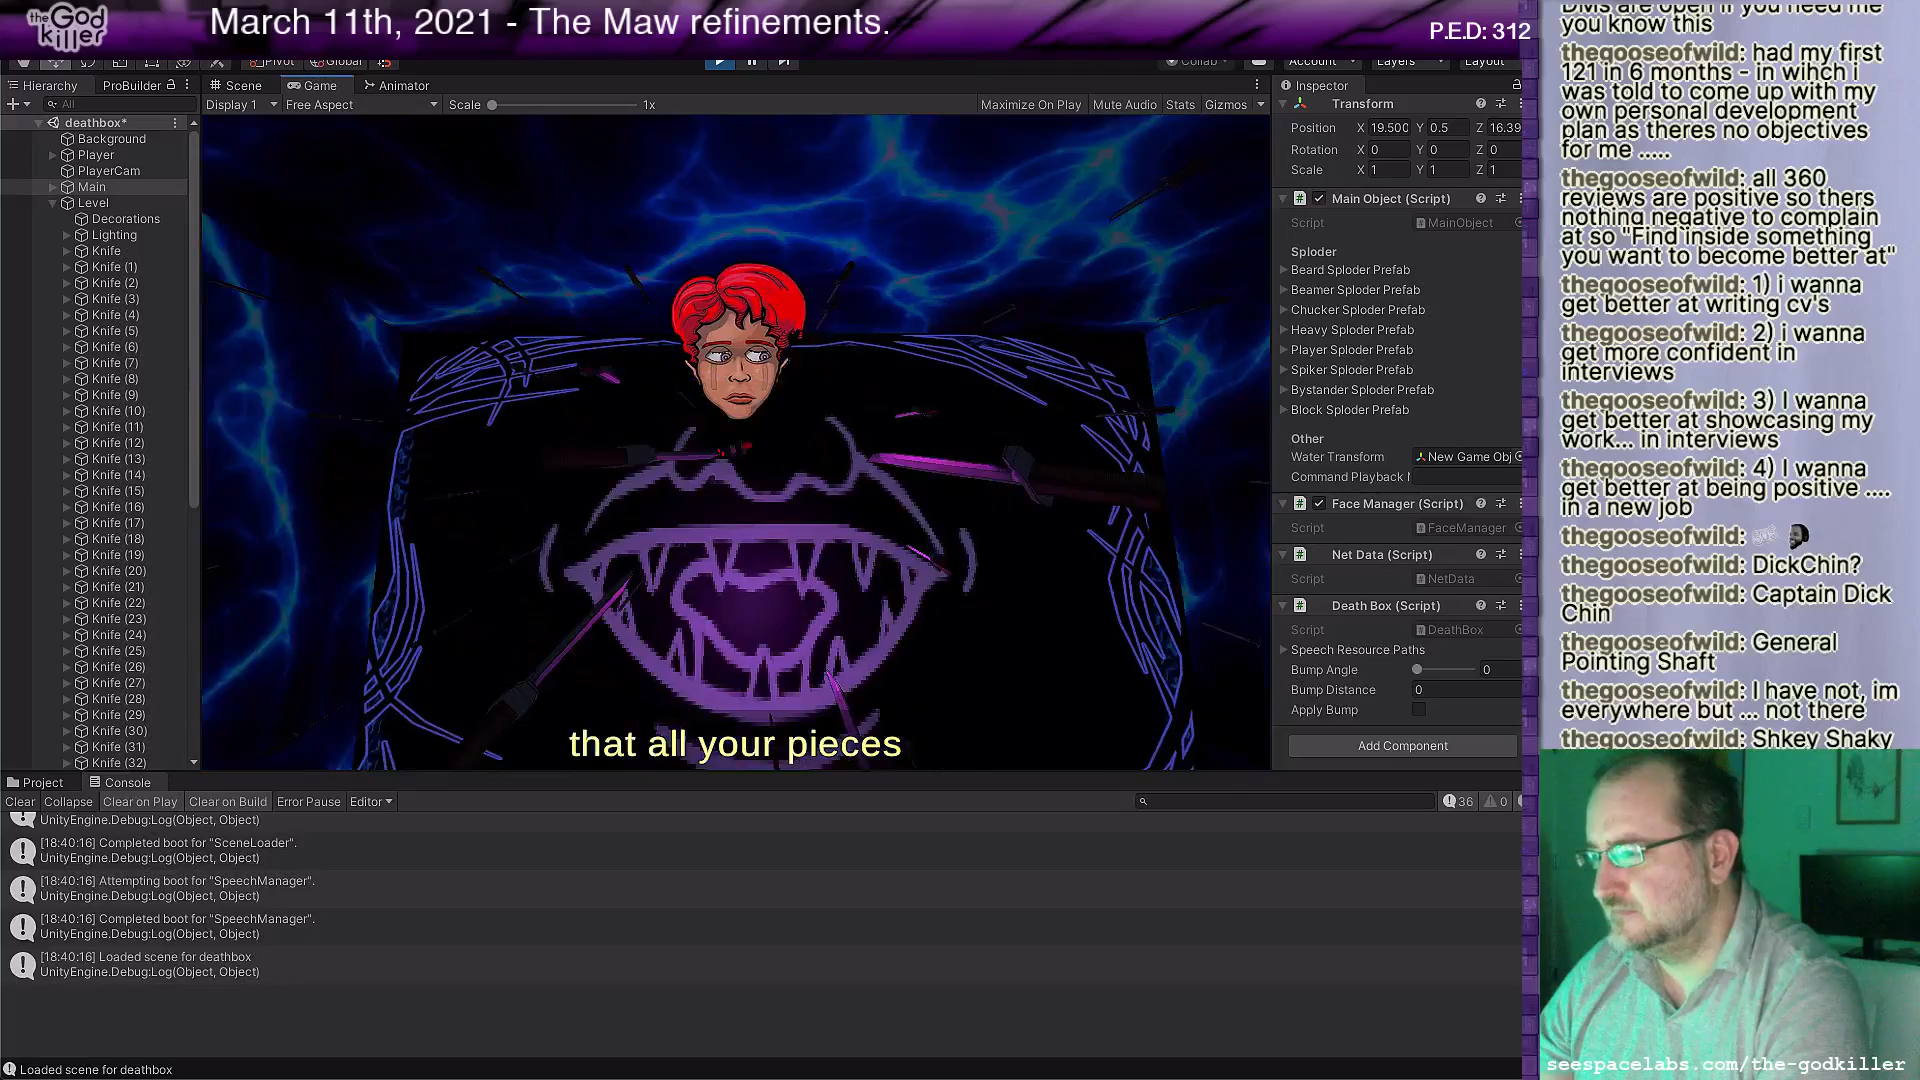 the God killer
March 11th, 2021 - The Maw refinements.
P.E.D: 312
Pivot
Global
Collab
Account
Layers
Layout
Hierarchy
ProBuilder
Scene
Game
Animator
Inspector
All
Display 1
Free Aspect
Scale
1x
Maximize On Play
Mute Audio
Stats
Gizmos
deathbox*
Background
Player
PlayerCam
Main
Level
Decorations
Lighting
Knife
Knife (1)
Knife (2)
Knife (3)
Knife (4)
Knife (5)
Knife (6)
Knife (7)
Knife (8)
Knife (9)
Knife (10)
Knife (11)
Knife (12)
Knife (13)
Knife (14)
Knife (15)
Knife (16)
Knife (17)
Knife (18)
Knife (19)
Knife (20)
Knife (21)
Knife (22)
Knife (23)
Knife (24)
Knife (25)
Knife (26)
Knife (27)
Knife (28)
Knife (29)
Knife (30)
Knife (31)
Knife (32)
that all your pieces
Transform
Position X 19.500 Y 0.5 Z 16.39
Rotation X 0 Y 0 Z 0
Scale X 1 Y 1 Z 1
Main Object (Script)
Script MainObject
Sploder
Beard Sploder Prefab
Beamer Sploder Prefab
Chucker Sploder Prefab
Heavy Sploder Prefab
Player Sploder Prefab
Spiker Sploder Prefab
Bystander Sploder Prefab
Block Sploder Prefab
Other
Water Transform New Game Obj
Command Playback
Face Manager (Script)
Script FaceManager
Net Data (Script)
Script NetData
Death Box (Script)
Script DeathBox
Speech Resource Paths
Bump Angle 0
Bump Distance 0
Apply Bump
Add Component
Project
Console
Clear
Collapse
Clear on Play
Clear on Build
Error Pause
Editor
36
0
UnityEngine.Debug:Log(Object, Object)
[18:40:16] Completed boot for "SceneLoader".
UnityEngine.Debug:Log(Object, Object)
[18:40:16] Attempting boot for "SpeechManager".
UnityEngine.Debug:Log(Object, Object)
[18:40:16] Completed boot for "SpeechManager".
UnityEngine.Debug:Log(Object, Object)
[18:40:16] Loaded scene for deathbox
UnityEngine.Debug:Log(Object, Object)
Loaded scene for deathbox
DMs are open if you need me
you know this
thegooseofwild: had my first
121 in 6 months - in wihch i
was told to come up with my
own personal development
plan as theres no objectives
for me .....
thegooseofwild: all 360
reviews are positive so thers
nothing negative to complain
at so "Find inside something
you want to become better at"
thegooseofwild: 1) i wanna
get better at writing cv's
thegooseofwild: 2) i wanna
get more confident in
interviews
thegooseofwild: 3) I wanna
get better at showcasing my
work... in interviews
thegooseofwild: 4) I wanna
get better at being positive ....
in a new job
thegooseofwild:
thegooseofwild: DickChin?
thegooseofwild: Captain Dick
Chin
thegooseofwild: General
Pointing Shaft
thegooseofwild: I have not, im
everywhere but ... not there
thegooseofwild: Shkey Shaky
seespacelabs.com/the-godkiller